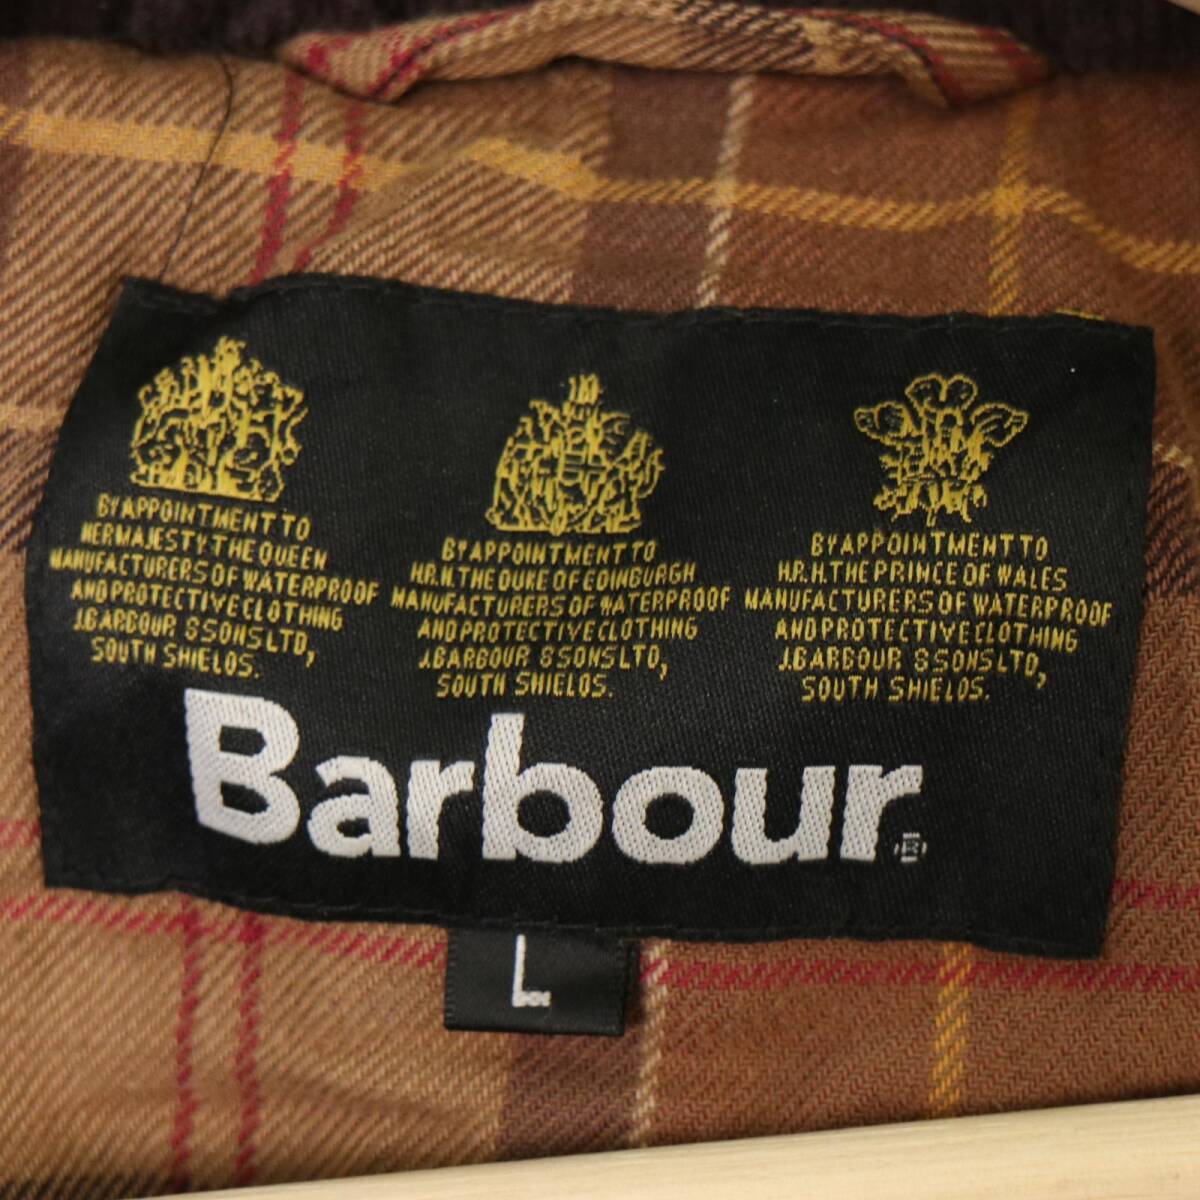 BY APPOINTMENT TO
HER MAJESTY THE QUEEN
MANUFACTURERS OF WATERPROOF
AND PROTECTIVE CLOTHING
J.BARBOUR & SONS LTD,
SOUTH SHIELDS.
BY APPOINTMENT TO
H.R.H. THE DUKE OF EDINBURGH
MANUFACTURERS OF WATERPROOF
AND PROTECTIVE CLOTHING
J.BARBOUR & SONS LTD,
SOUTH SHIELDS.
BY APPOINTMENT TO
H.R.H. THE PRINCE OF WALES
MANUFACTURERS OF WATERPROOF
AND PROTECTIVE CLOTHING
J.BARBOUR & SONS LTD,
SOUTH SHIELDS.
Barbour®
L